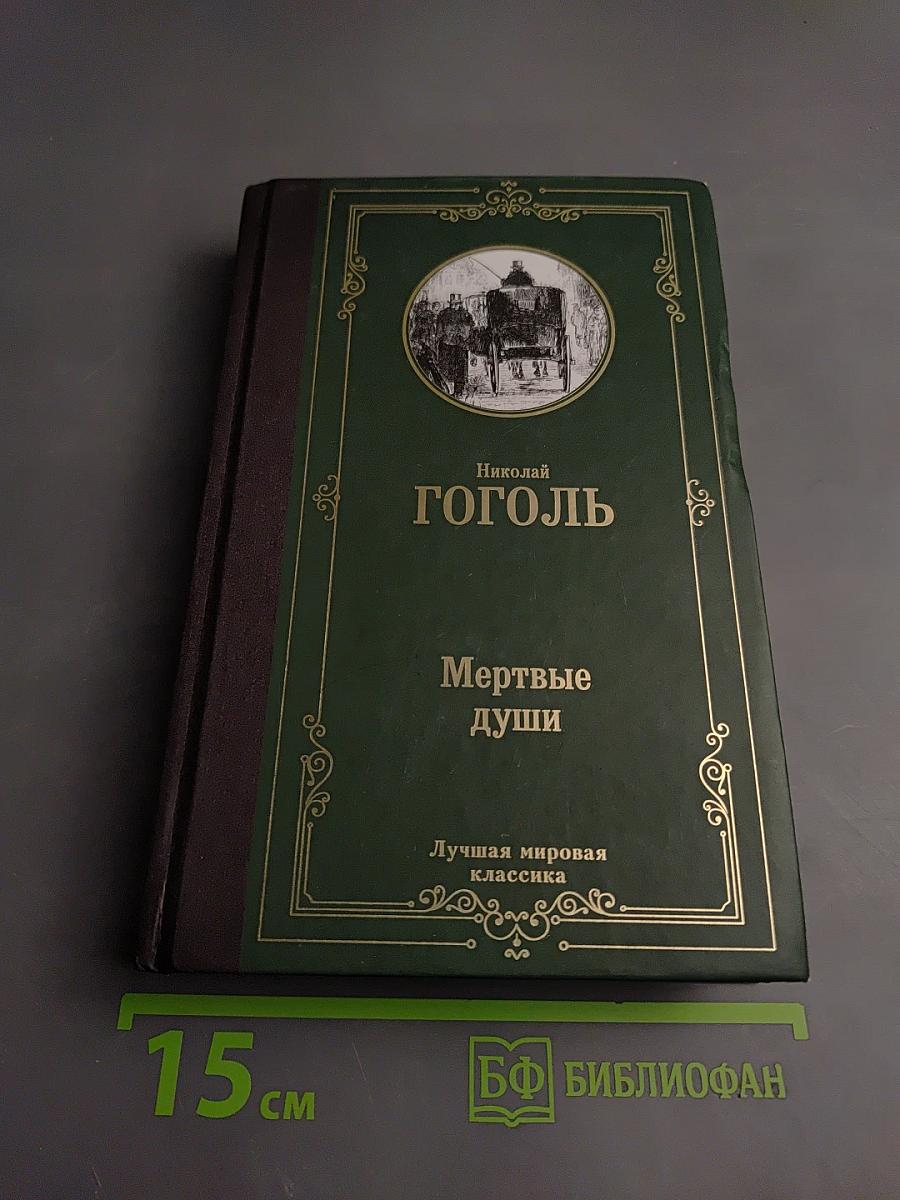 Николай
ГОГОЛЬ
Мертвые
души
Лучшая мировая
классика
15 см
БФ БИБЛИОФАН